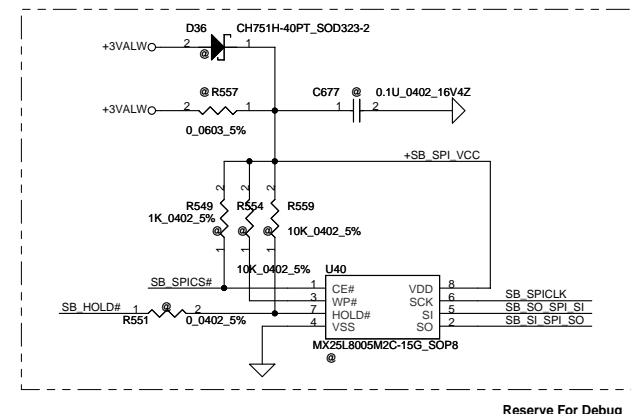 D36 CH751H-40PT_SOD323-2
+3VALW 2 1
@
@ R557 C677 @ 0.1U_0402_16V4Z
+3VALW 2 1 1 2
0_0603_5%
+SB_SPI_VCC
2 2 2
R549 R554 R559
1K_0402_5%
@ @ @ 10K_0402_5%
1 1 1
10K_0402_5% U40
SB_SPICS# 1 CE# VDD 8
3 WP# SCK 6 SB_SPICLK
SB_HOLD# 1 @ 2 7 HOLD# SI 5 SB_SO_SPI_SI
R551 0_0402_5% 4 VSS SO 2 SB_SI_SPI_SO
MX25L8005M2C-15G_SOP8
@
Reserve For Debug